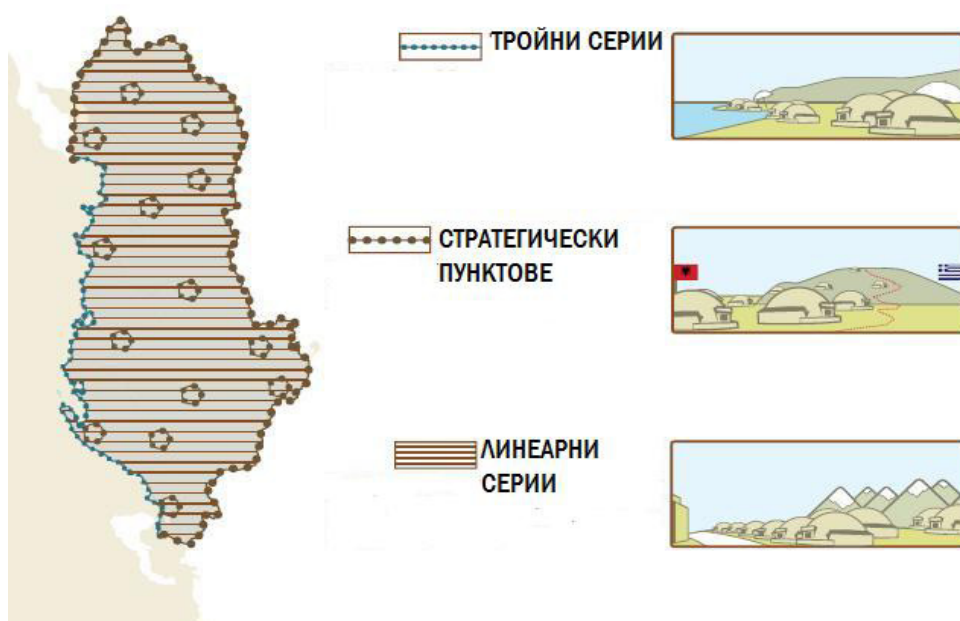 ТРОЙНИ СЕРИИ
СТРАТЕГИЧЕСКИ
ПУНКТОВЕ
ЛИНЕАРНИ
СЕРИИ